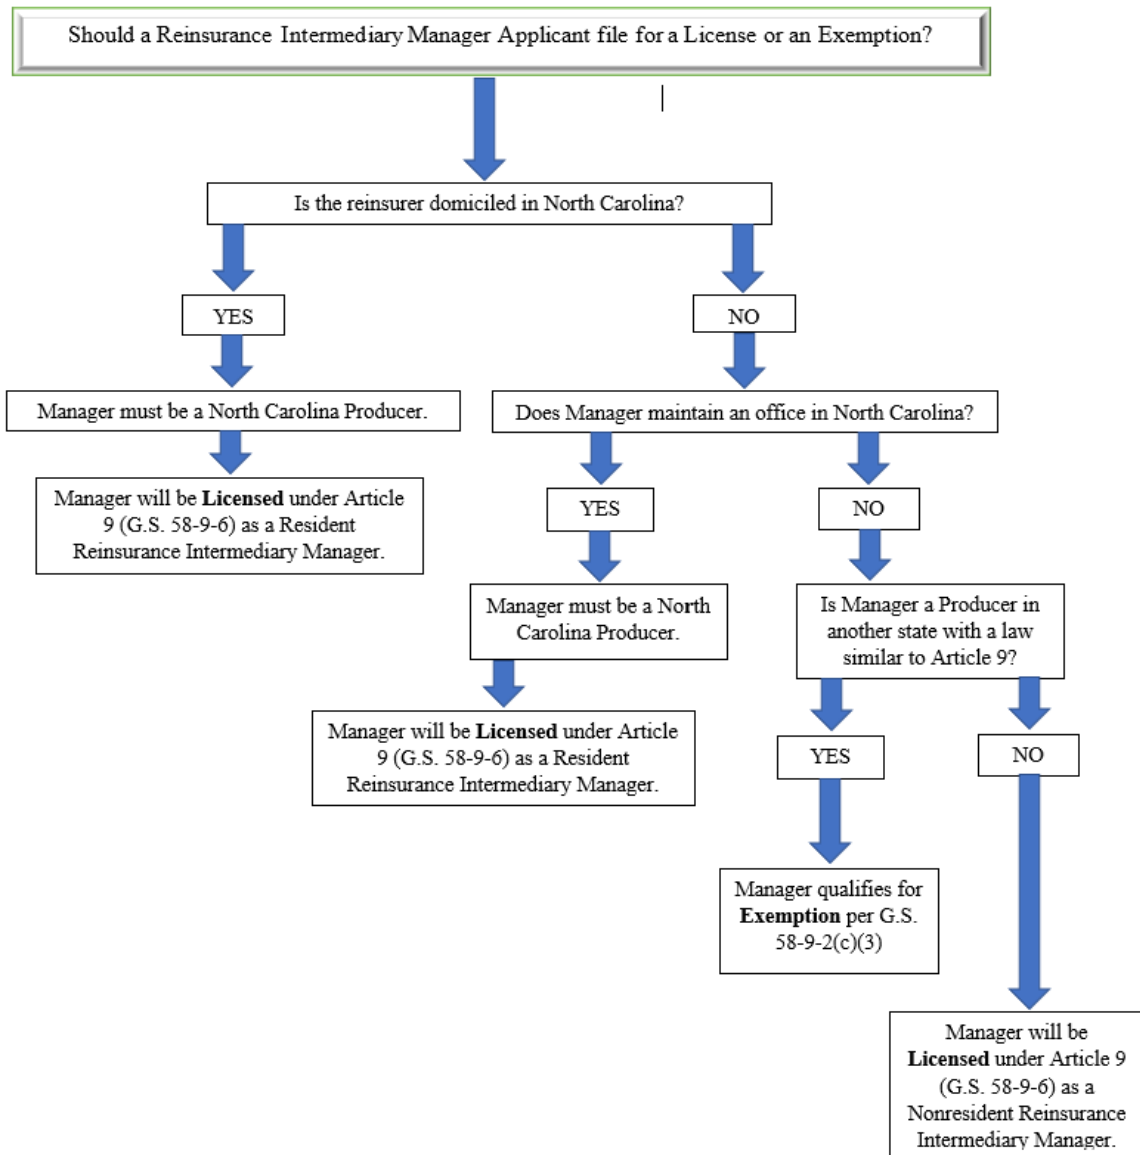 Should a Reinsurance Intermediary Manager Applicant file for a License or an Exemption?
Is the reinsurer domiciled in North Carolina?
YES
NO
Manager must be a North Carolina Producer.
Does Manager maintain an office in North Carolina?
Manager will be Licensed under Article
9 (G.S. 58-9-6) as a Resident
Reinsurance Intermediary Manager.
YES
NO
Manager must be a North
Carolina Producer.
Is Manager a Producer in
another state with a law
similar to Article 9?
Manager will be Licensed under Article
9 (G.S. 58-9-6) as a Resident
Reinsurance Intermediary Manager.
YES
NO
Manager qualifies for
Exemption per G.S.
58-9-2(c)(3)
Manager will be
Licensed under Article 9
(G.S. 58-9-6) as a
Nonresident Reinsurance
Intermediary Manager.